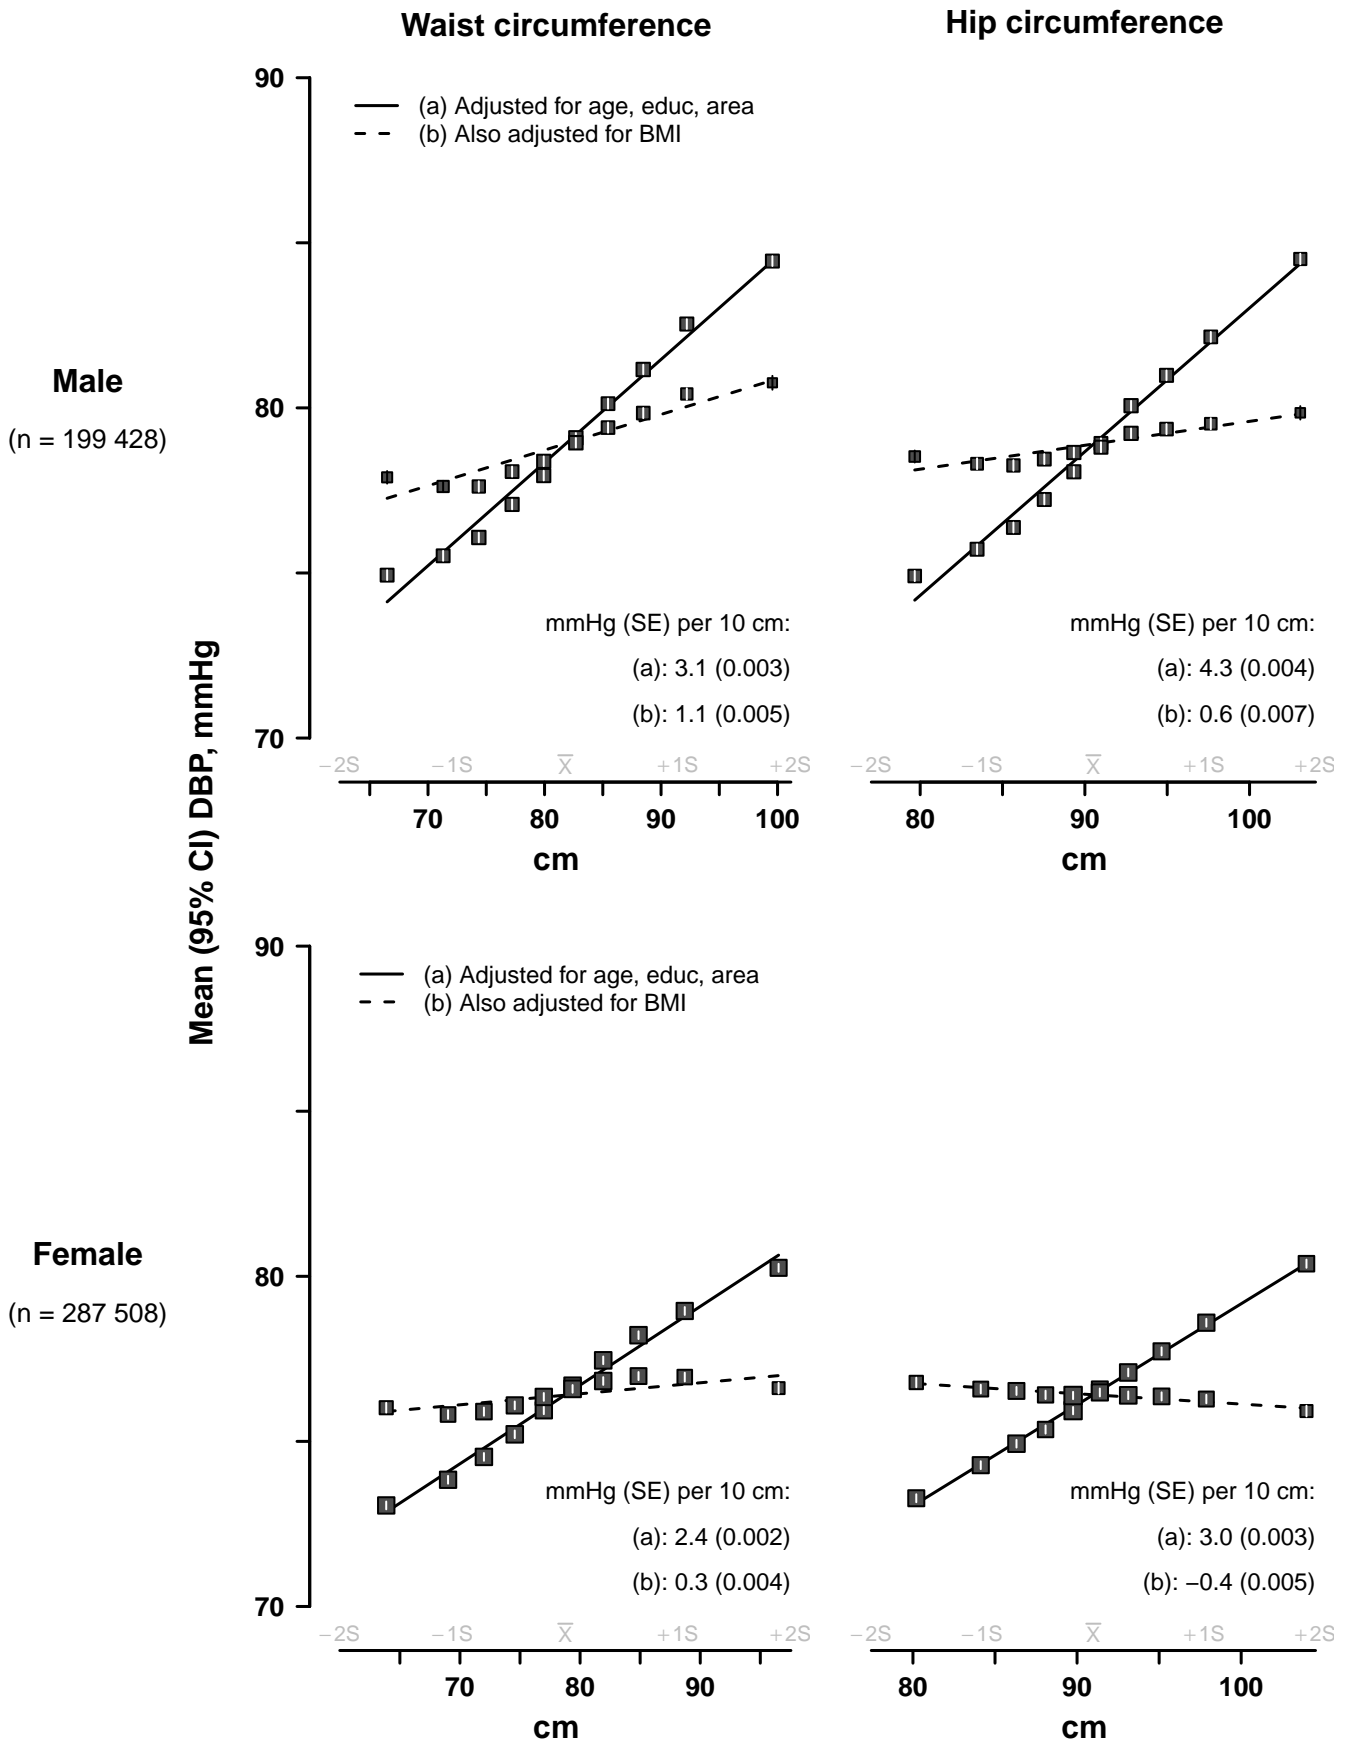 Waist circumference
Hip circumference
Male
(n = 199 428)
Mean (95% CI) DBP, mmHg
90
80
70
(a) Adjusted for age, educ, area
(b) Also adjusted for BMI
mmHg (SE) per 10 cm:
(a): 3.1 (0.003)
(b): 1.1 (0.005)
−2S −1S X̅ +1S +2S
70 80 90 100
cm
mmHg (SE) per 10 cm:
(a): 4.3 (0.004)
(b): 0.6 (0.007)
−2S −1S X̅ +1S +2S
80 90 100
cm
Female
(n = 287 508)
90
80
70
(a) Adjusted for age, educ, area
(b) Also adjusted for BMI
mmHg (SE) per 10 cm:
(a): 2.4 (0.002)
(b): 0.3 (0.004)
−2S −1S X̅ +1S +2S
70 80 90
cm
mmHg (SE) per 10 cm:
(a): 3.0 (0.003)
(b): −0.4 (0.005)
−2S −1S X̅ +1S +2S
80 90 100
cm